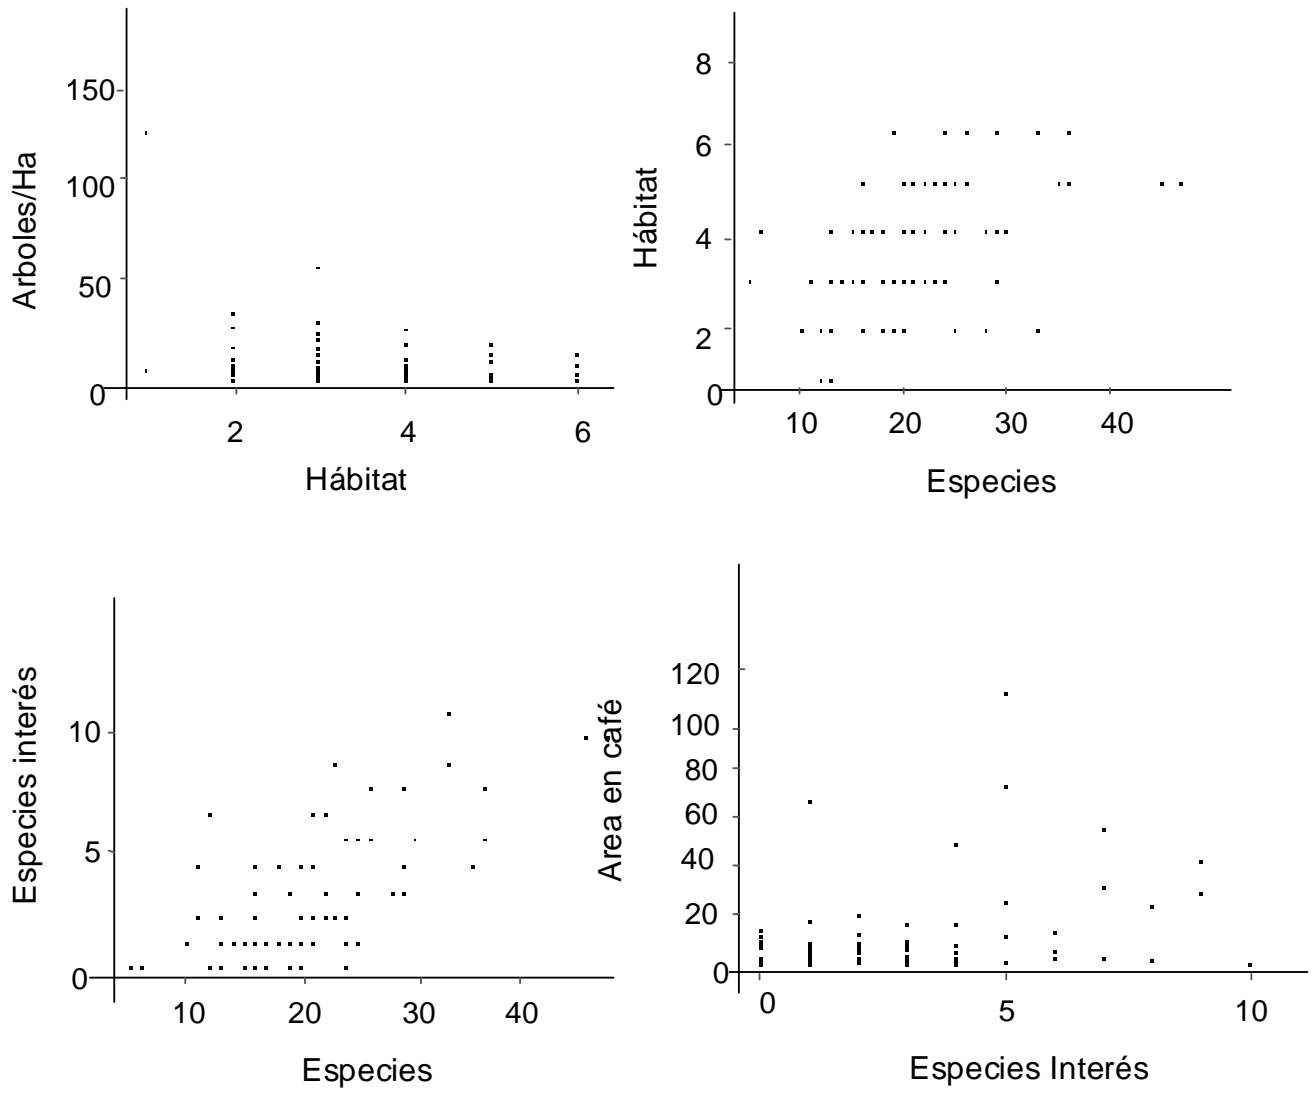 Arboles/Ha
150
100
50
0
2 4 6
Hábitat
Hábitat
8
6
4
2
0
10 20 30 40
Especies
Especies interés
10
5
0
10 20 30 40
Especies
Area en café
120
100
80
60
40
20
0
0 5 10
Especies Interés